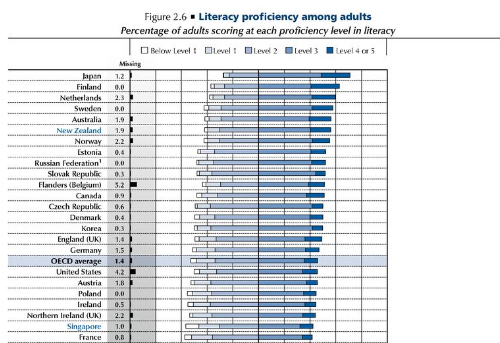 Figure 2.6 ■ Literacy proficiency among adults
Percentage of adults scoring at each proficiency level in literacy
Below Level 1 Level 1 Level 2 Level 3 Level 4 or 5
Missing
Japan 1.2
Finland 0.0
Netherlands 2.3
Sweden 0.0
Australia 1.9
New Zealand 1.9
Norway 2.2
Estonia 0.4
Russian Federation¹ 0.0
Slovak Republic 0.3
Flanders (Belgium) 5.2
Canada 0.9
Czech Republic 0.6
Denmark 0.4
Korea 0.3
England (UK) 1.4
Germany 1.5
OECD average 1.4
United States 4.2
Austria 1.8
Poland 0.0
Ireland 0.5
Northern Ireland (UK) 2.2
Singapore 1.0
France 0.8